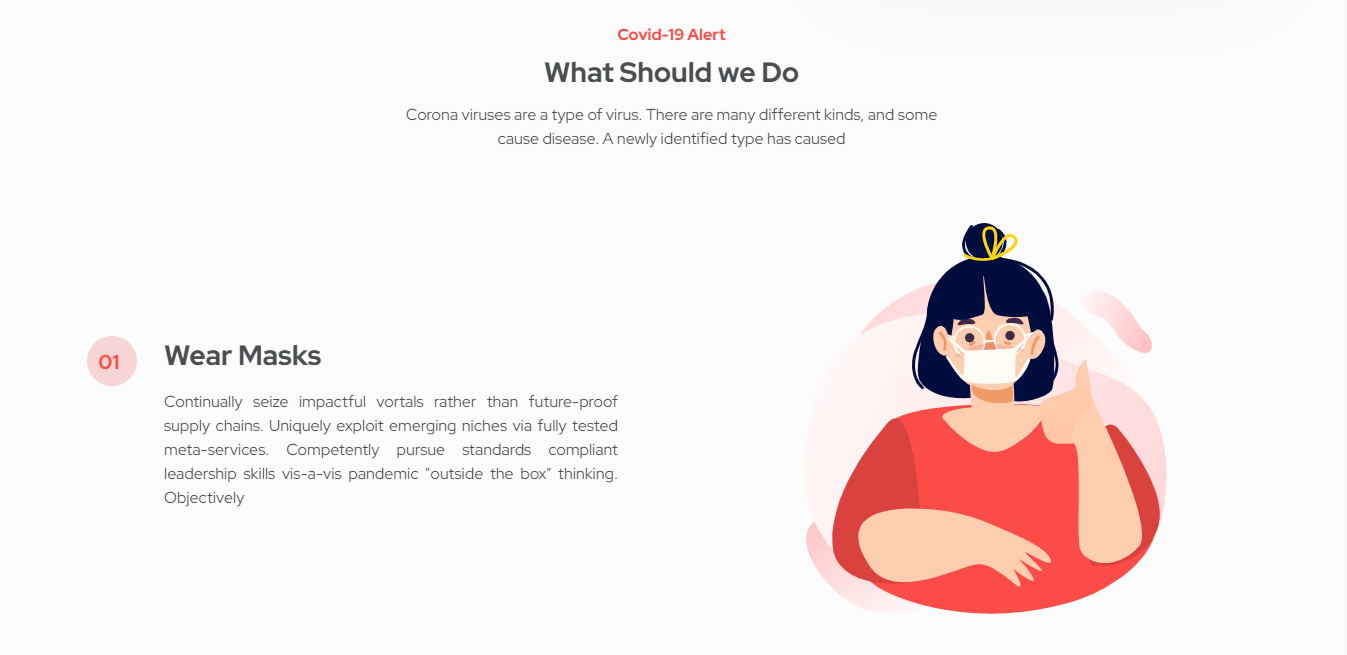 Covid-19 Alert
What Should we Do
Corona viruses are a type of virus. There are many different kinds, and some
cause disease. A newly identified type has caused
01
Wear Masks
Continually seize impactful vortals rather than future-proof
supply chains. Uniquely exploit emerging niches via fully tested
meta-services. Competently pursue standards compliant
leadership skills vis-a-vis pandemic "outside the box" thinking.
Objectively